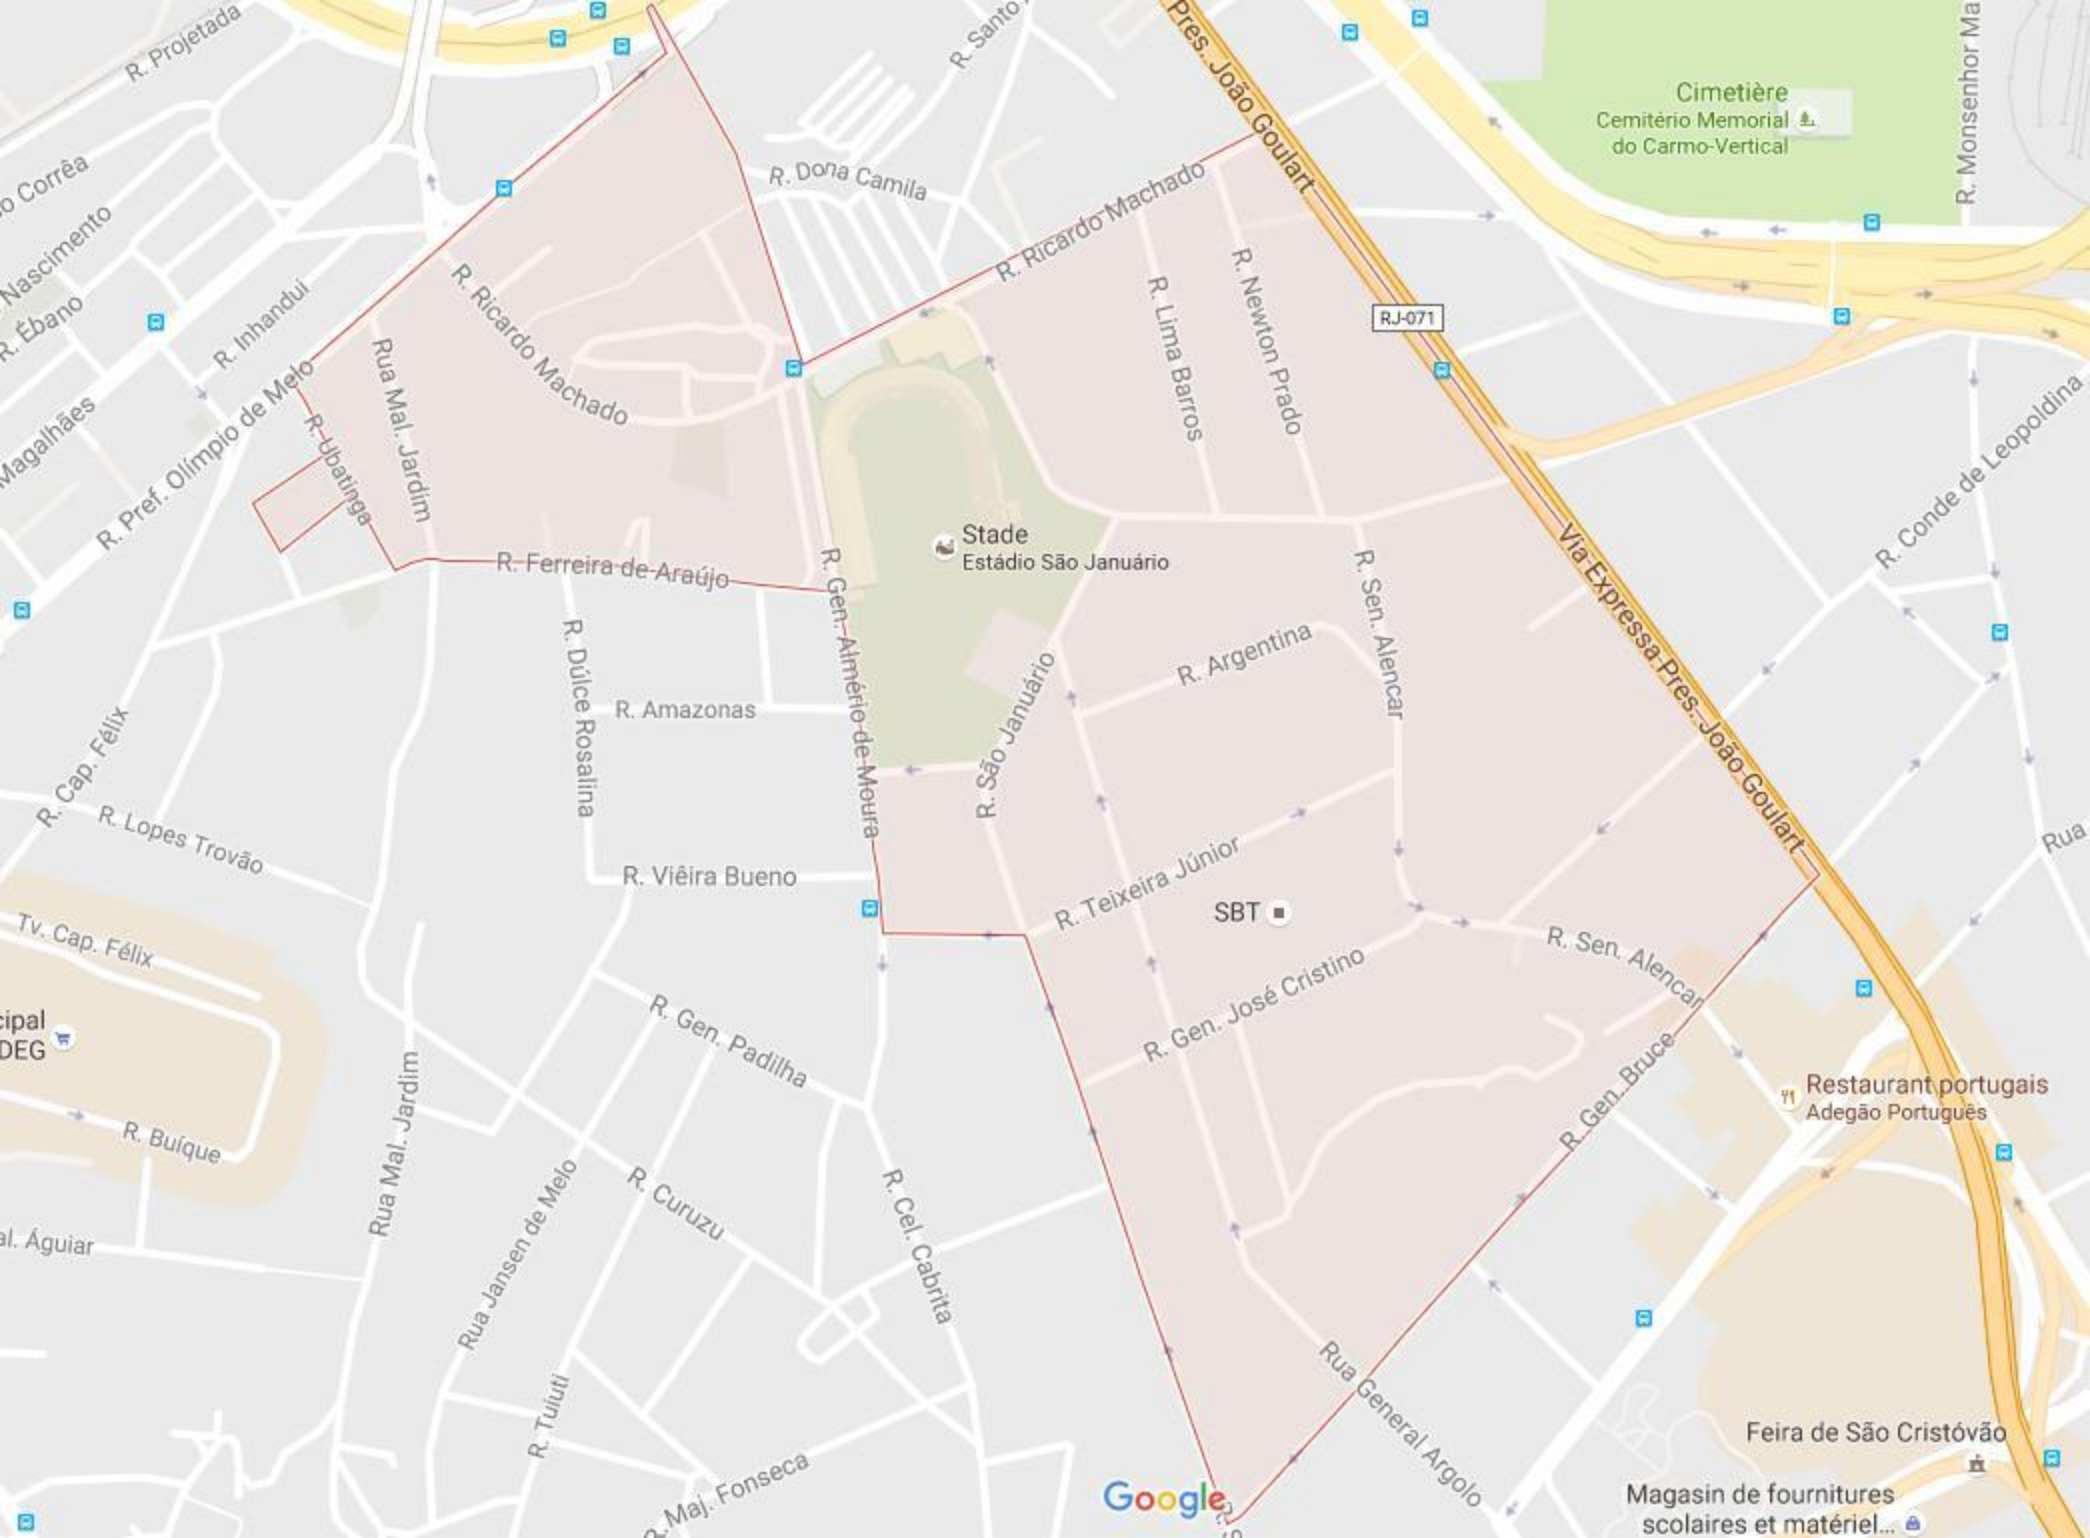 R. Projetada
R. Santo
Pres. João Goulart
R. Monsenhor Ma
Cimetière
Cemitério Memorial
do Carmo-Vertical
o Corrêa
R. Dona Camila
R. Ricardo Machado
Nascimento
R. Ébano
R. Inhandui
R. Ricardo Machado
R. Lima Barros
R. Newton Prado
RJ-071
Magalhães
R. Pref. Olímpio de Melo
R. Ubatinga
Rua Mal. Jardim
R. Conde de Leopoldina
Stade
Estádio São Januário
R. Ferreira de Araújo
R. Gen. Almério de Moura
R. Sen. Alencar
Via Expressa Pres. João Goulart
R. Dúlce Rosalina
R. Amazonas
R. Argentina
R. São Januário
R. Cap. Félix
R. Lopes Trovão
R. Viêira Bueno
R. Teixeira Júnior
Rua
SBT
Tv. Cap. Félix
R. Sen. Alencar
cipal
DEG
R. Gen. Padilha
R. Gen. José Cristino
R. Gen. Bruce
Restaurant portugais
Adegão Português
R. Buíque
Rua Mal. Jardim
al. Águiar
Rua Jansen de Melo
R. Curuzu
R. Cel. Cabrita
R. Tuiuti
Rua General Argolo
Feira de São Cristóvão
R. Maj. Fonseca
Google
R. S
Magasin de fournitures
scolaires et matériel...